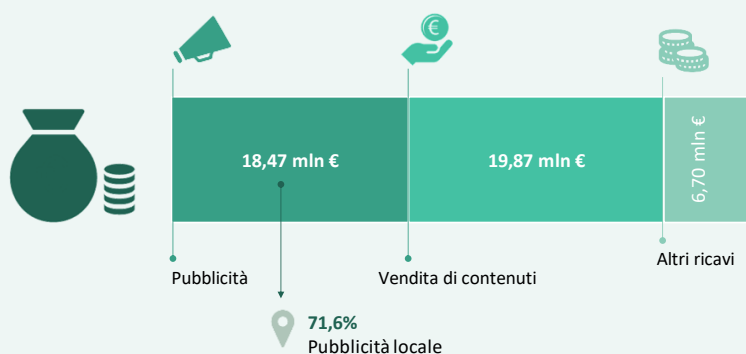 18,47 mln €
19,87 mln €
6,70 mln €
Pubblicità
Vendita di contenuti
Altri ricavi
71,6%
Pubblicità locale